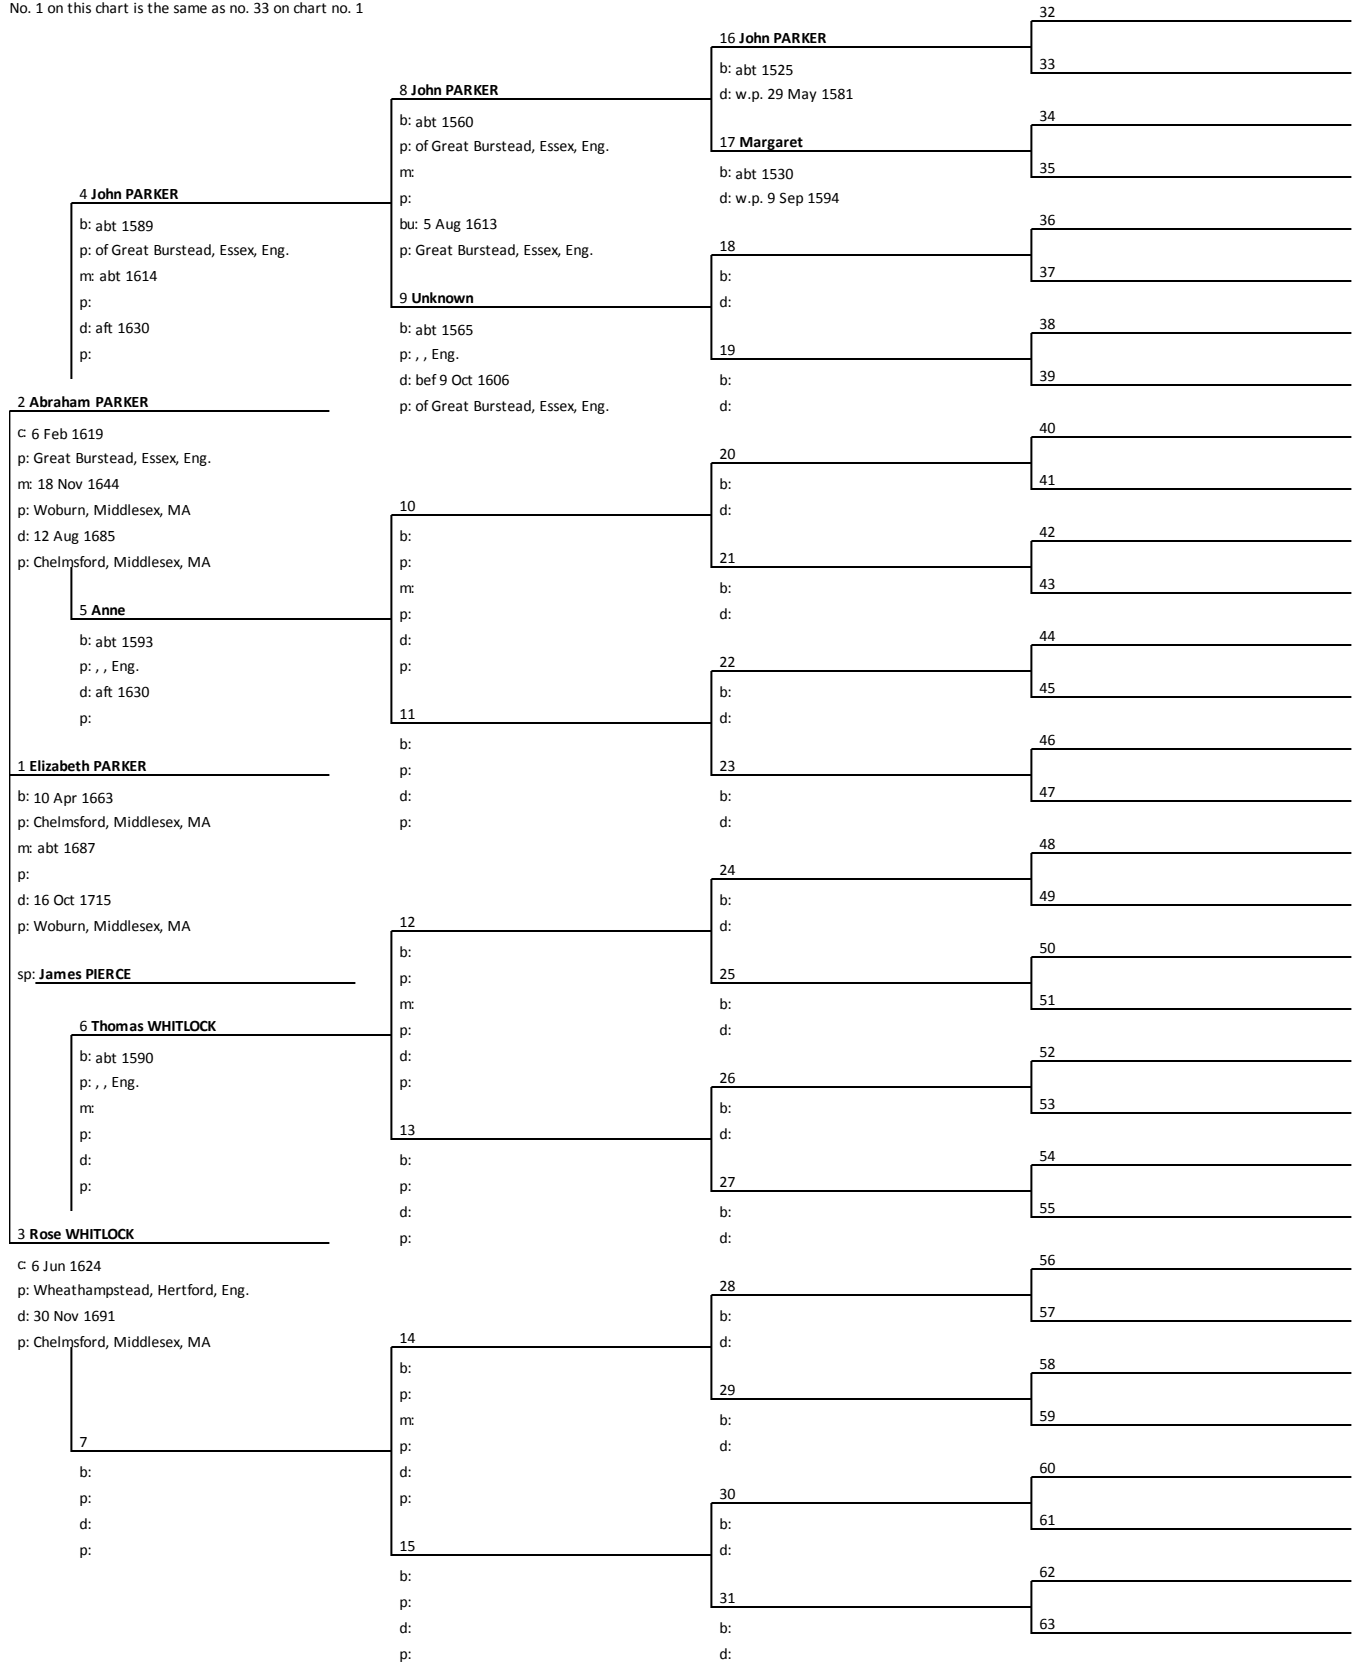 No. 1 on this chart is the same as no. 33 on chart no. 1
4 John PARKER
b: abt 1589
p: of Great Burstead, Essex, Eng.
m: abt 1614
p:
d: aft 1630
p:
2 Abraham PARKER
c: 6 Feb 1619
p: Great Burstead, Essex, Eng.
m: 18 Nov 1644
p: Woburn, Middlesex, MA
d: 12 Aug 1685
p: Chelmsford, Middlesex, MA
5 Anne
b: abt 1593
p: , , Eng.
d: aft 1630
p:
1 Elizabeth PARKER
b: 10 Apr 1663
p: Chelmsford, Middlesex, MA
m: abt 1687
p:
d: 16 Oct 1715
p: Woburn, Middlesex, MA
sp: James PIERCE
6 Thomas WHITLOCK
b: abt 1590
p: , , Eng.
m:
p:
d:
p:
3 Rose WHITLOCK
c: 6 Jun 1624
p: Wheathampstead, Hertford, Eng.
d: 30 Nov 1691
p: Chelmsford, Middlesex, MA
7
b:
p:
d:
p:
8 John PARKER
b: abt 1560
p: of Great Burstead, Essex, Eng.
m:
p:
bu: 5 Aug 1613
p: Great Burstead, Essex, Eng.
9 Unknown
b: abt 1565
p: , , Eng.
d: bef 9 Oct 1606
p: of Great Burstead, Essex, Eng.
10
b:
p:
m:
p:
d:
p:
11
b:
p:
d:
p:
12
b:
p:
m:
p:
d:
p:
13
b:
p:
d:
p:
14
b:
p:
m:
p:
d:
p:
15
b:
p:
d:
p:
16 John PARKER
b: abt 1525
d: w.p. 29 May 1581
17 Margaret
b: abt 1530
d: w.p. 9 Sep 1594
18
b:
d:
19
b:
d:
20
b:
d:
21
b:
d:
22
b:
d:
23
b:
d:
24
b:
d:
25
b:
d:
26
b:
d:
27
b:
d:
28
b:
d:
29
b:
d:
30
b:
d:
31
b:
d:
32
33
34
35
36
37
38
39
40
41
42
43
44
45
46
47
48
49
50
51
52
53
54
55
56
57
58
59
60
61
62
63